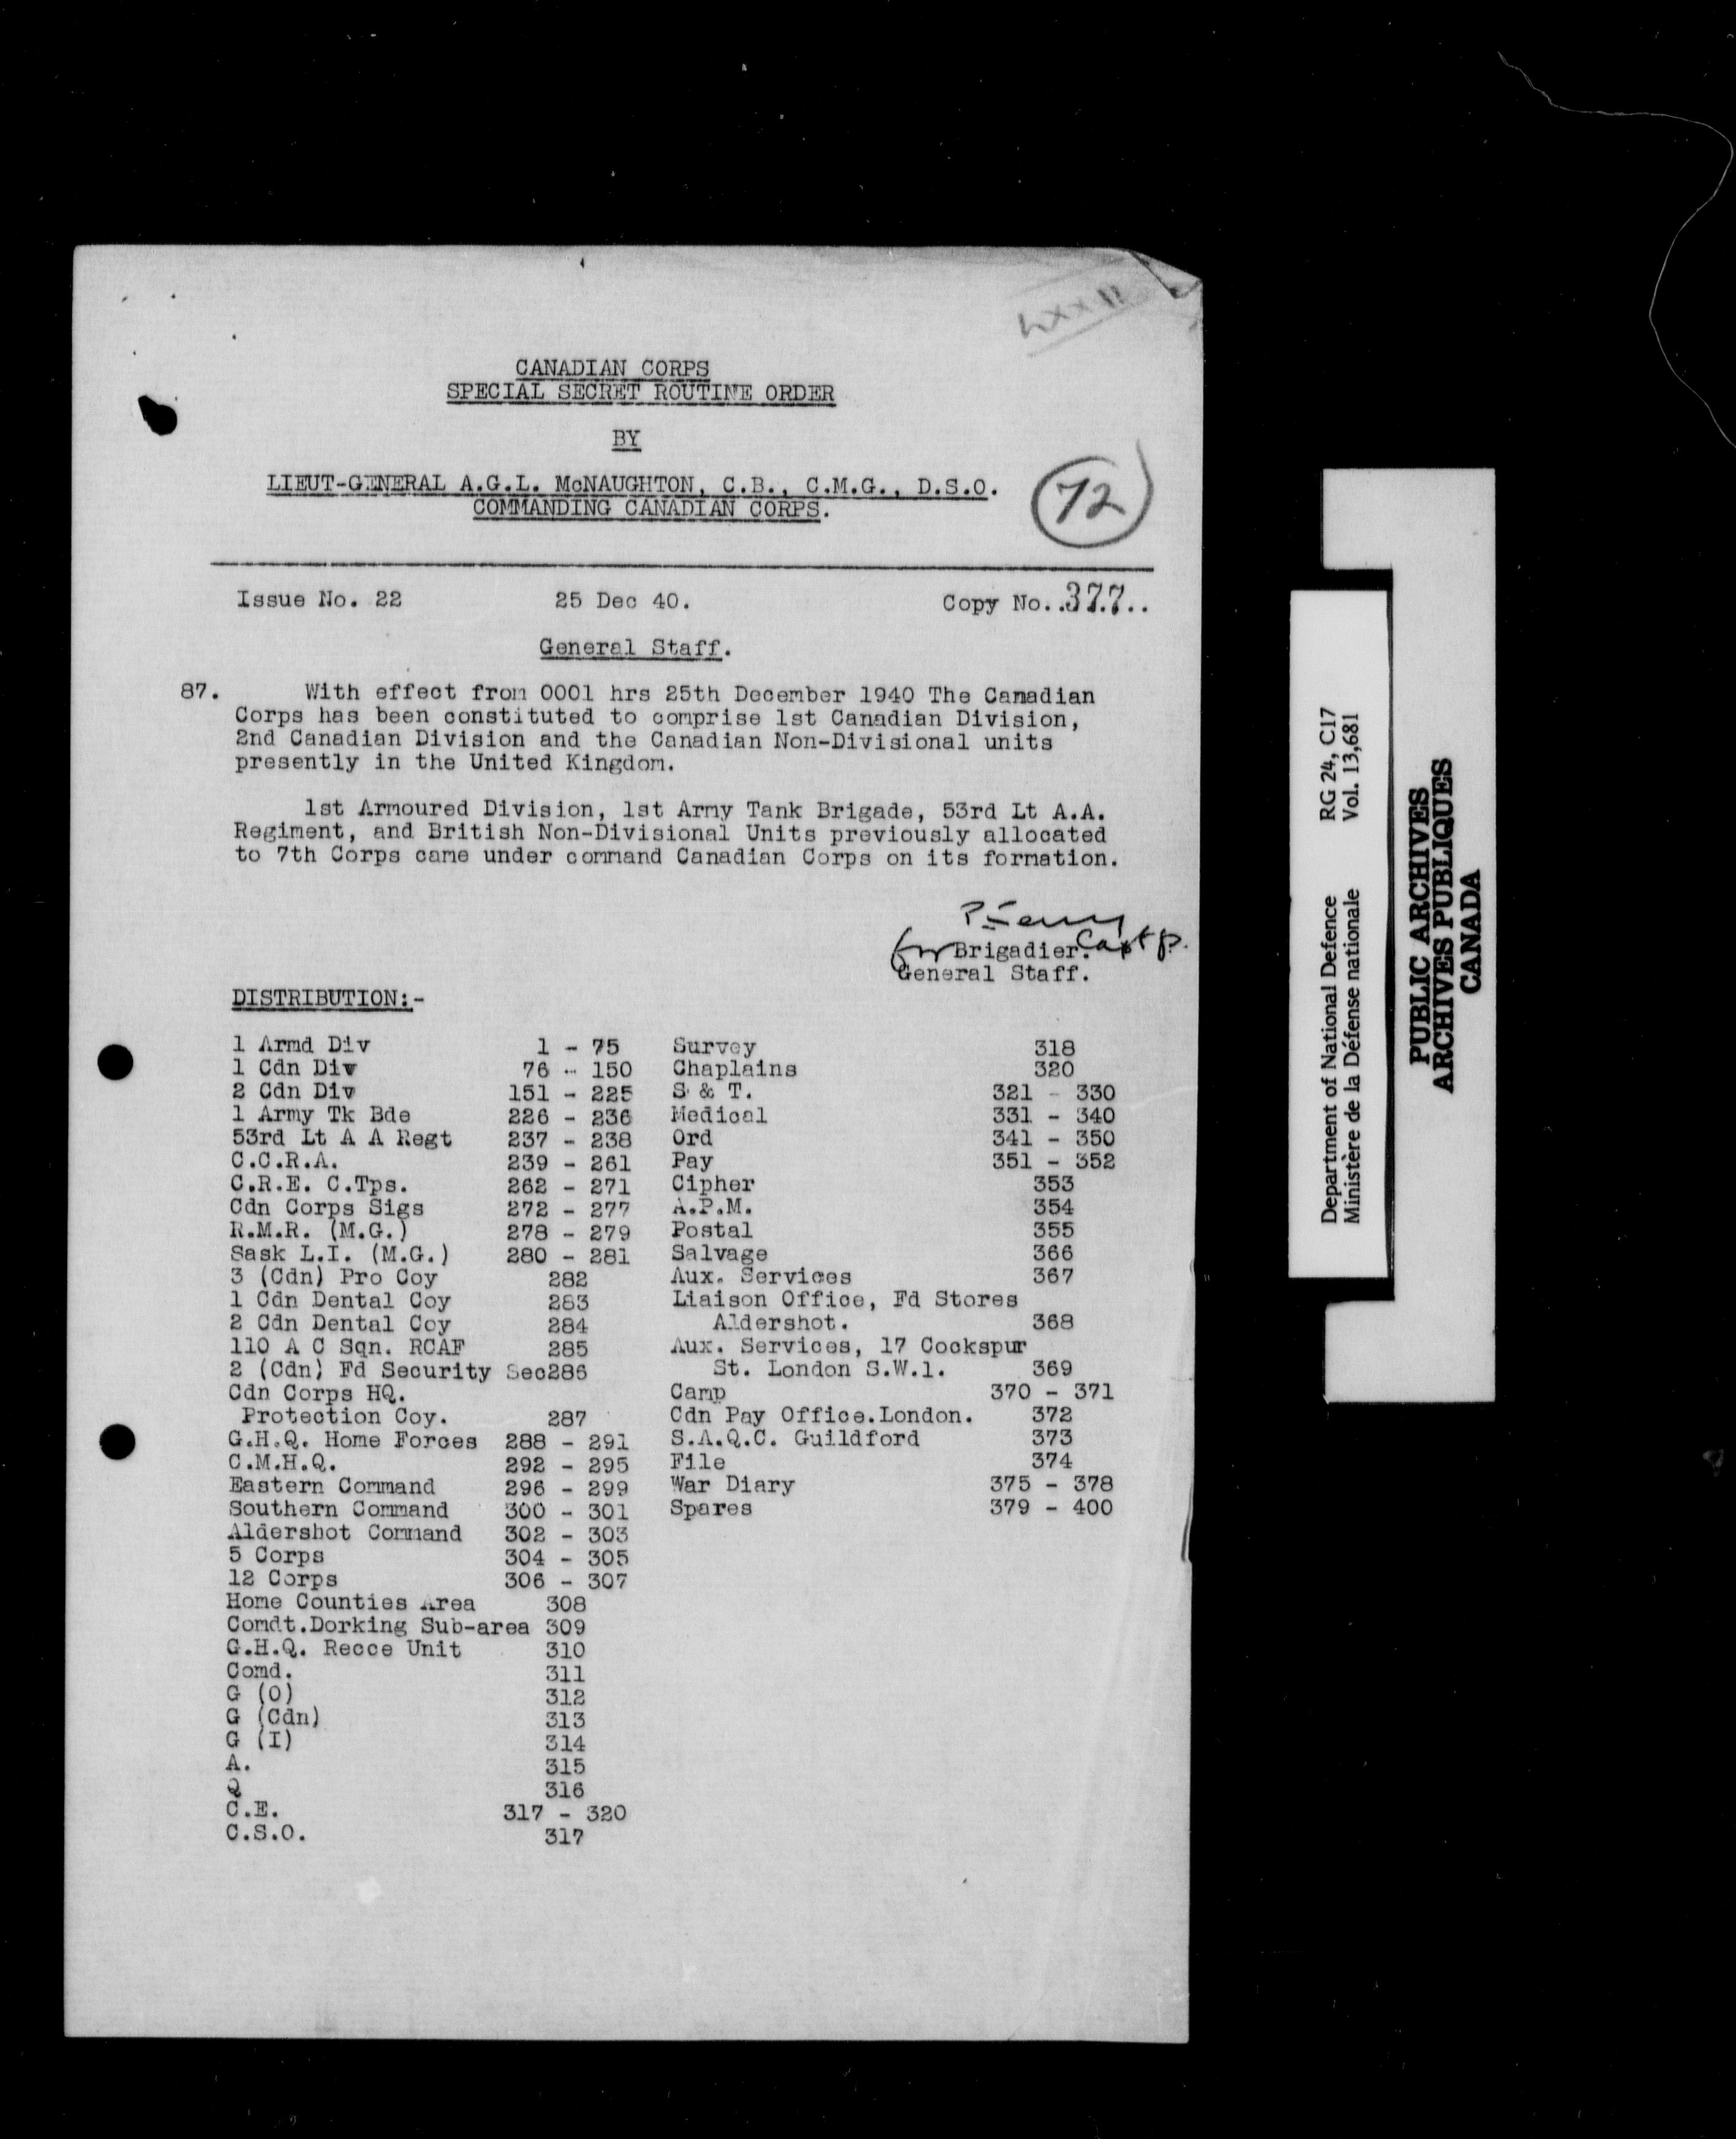 CANADIAN CORPS
SPECIAL SECRET ROUTINE ORDER
BY
LIEUT-GENERAL A.G.L. McNAUGHTON, C.B., C.M.G., D.S.O.
COMMANDING CANADIAN CORPS.
72
Issue No. 22 25 Dec 40. Copy No..377..
General Staff.
87. With effect from 0001 hrs 25th December 1940 The Canadian
Corps has been constituted to comprise 1st Canadian Division,
2nd Canadian Division and the Canadian Non-Divisional units
presently in the United Kingdom.
1st Armoured Division, 1st Army Tank Brigade, 53rd Lt A.A.
Regiment, and British Non-Divisional Units previously allocated
to 7th Corps came under command Canadian Corps on its formation.
for Brigadier. Capt
General Staff.
DISTRIBUTION:-
1 Armd Div 1 - 75
1 Cdn Div 76 - 150
2 Cdn Div 151 - 225
1 Army Tk Bde 226 - 236
53rd Lt A A Regt 237 - 238
C.C.R.A. 239 - 261
C.R.E. C.Tps. 262 - 271
Cdn Corps Sigs 272 - 277
R.M.R. (M.G.) 278 - 279
Sask L.I. (M.G.) 280 - 281
3 (Cdn) Pro Coy 282
1 Cdn Dental Coy 283
2 Cdn Dental Coy 284
110 A C Sqn. RCAF 285
2 (Cdn) Fd Security Sec286
Cdn Corps HQ.
Protection Coy. 287
G.H.Q. Home Forces 288 - 291
C.M.H.Q. 292 - 295
Eastern Command 296 - 299
Southern Command 300 - 301
Aldershot Command 302 - 303
5 Corps 304 - 305
12 Corps 306 - 307
Home Counties Area 308
Comdt.Dorking Sub-area 309
G.H.Q. Recce Unit 310
Comd. 311
G (O) 312
G (Cdn) 313
G (I) 314
A. 315
Q 316
C.E. 317 - 320
C.S.O. 317
Survey 318
Chaplains 320
S & T. 321 - 330
Medical 331 - 340
Ord 341 - 350
Pay 351 - 352
Cipher 353
A.P.M. 354
Postal 355
Salvage 366
Aux. Services 367
Liaison Office, Fd Stores
Aldershot. 368
Aux. Services, 17 Cockspur
St. London S.W.1. 369
Camp 370 - 371
Cdn Pay Office.London. 372
S.A.Q.C. Guildford 373
File 374
War Diary 375 - 378
Spares 379 - 400
Department of National Defence RG 24, C17
Ministère de la Défense nationale Vol. 13,681
PUBLIC ARCHIVES
ARCHIVES PUBLIQUES
CANADA